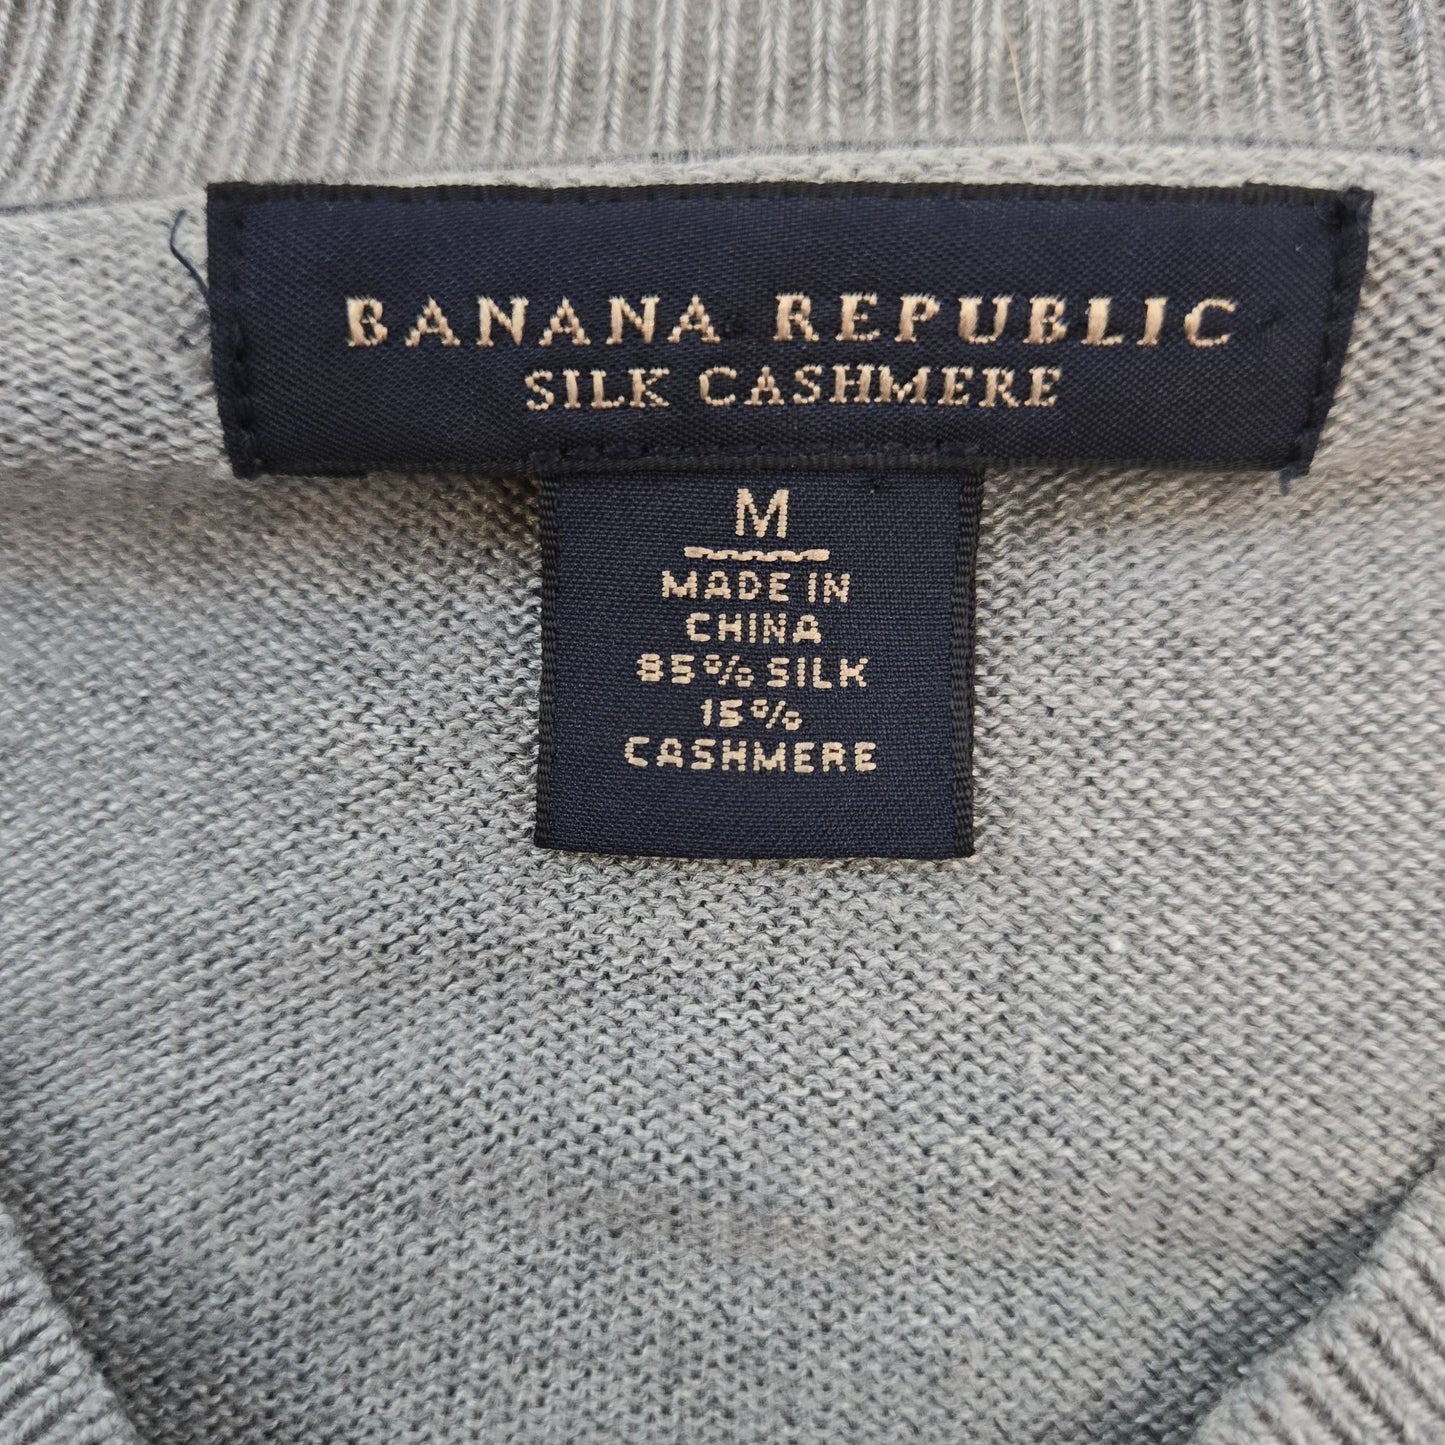 BANANA REPUBLIC
SILK CASHMERE
M
MADE IN
CHINA
85% SILK
15%
CASHMERE